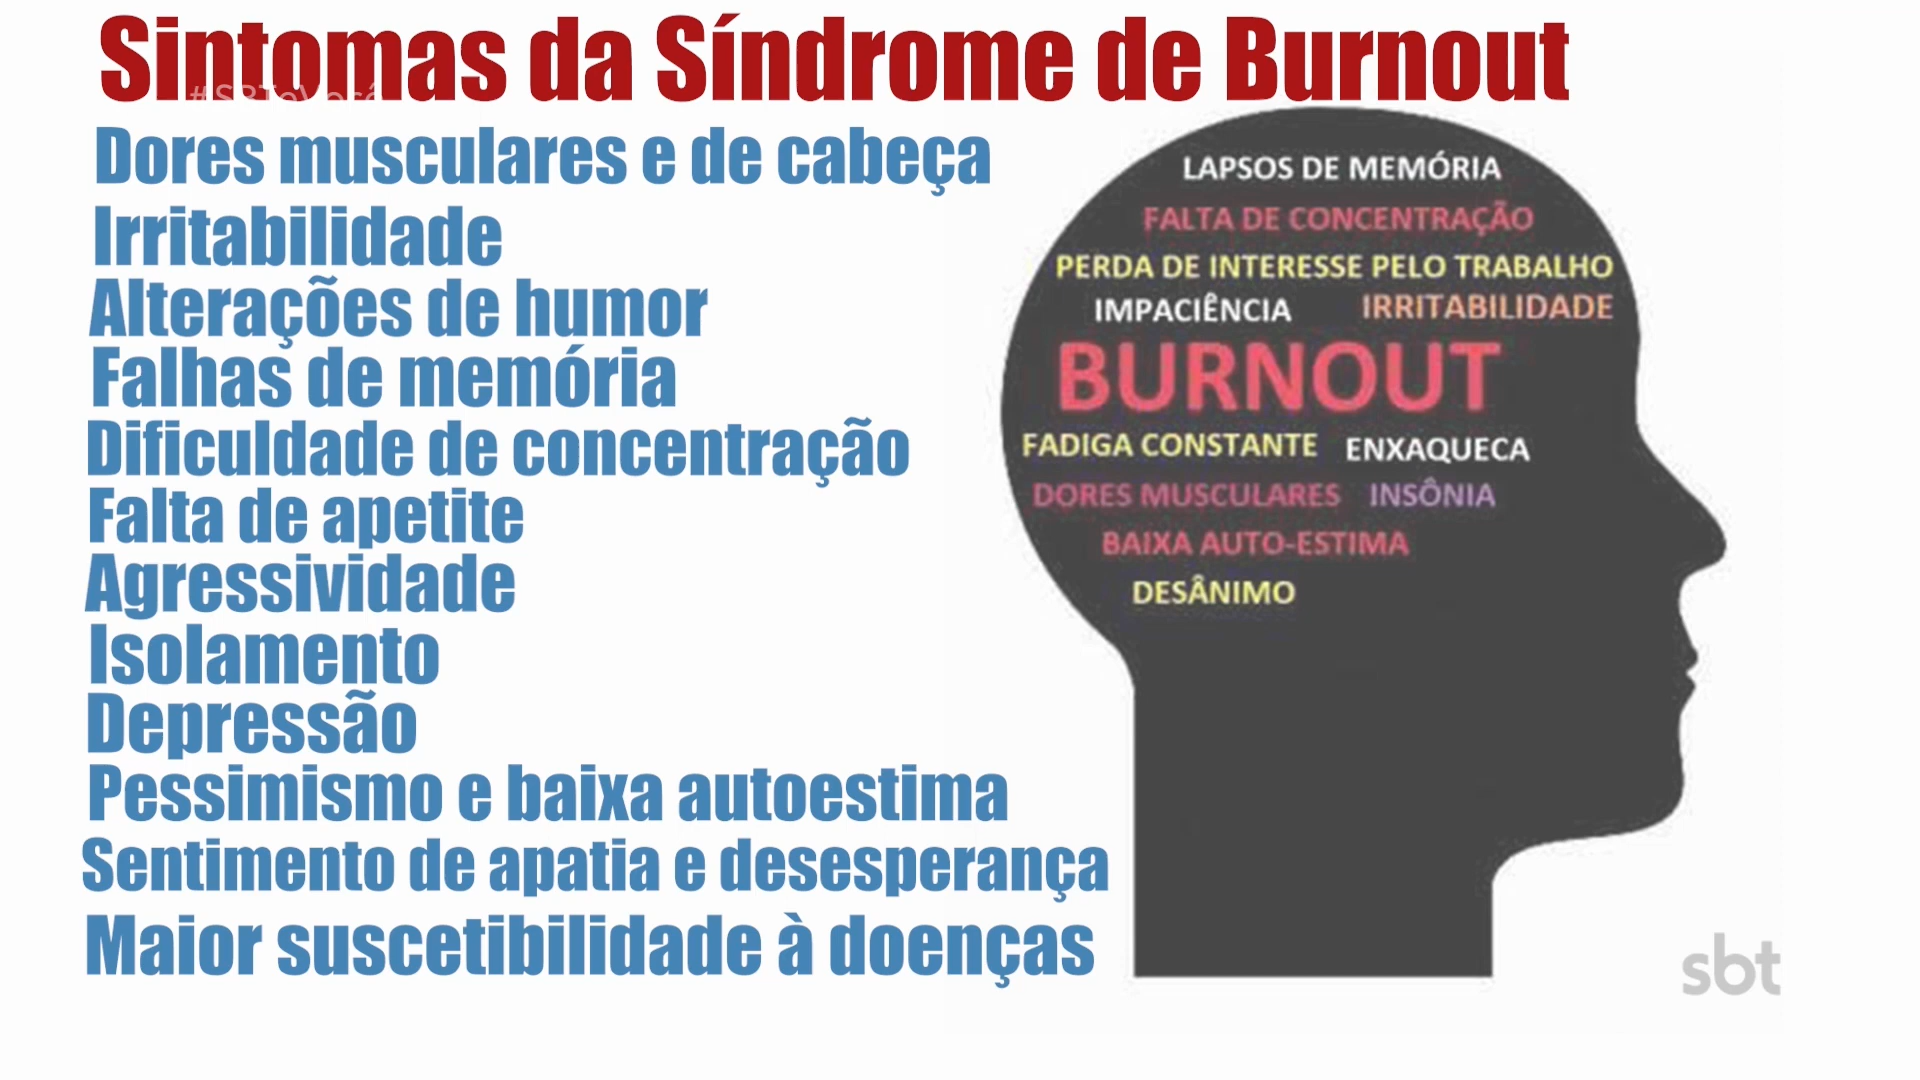 Sintomas da Síndrome de Burnout
#SBTeVocê
Dores musculares e de cabeça
Irritabilidade
Alterações de humor
Falhas de memória
Dificuldade de concentração
Falta de apetite
Agressividade
Isolamento
Depressão
Pessimismo e baixa autoestima
Sentimento de apatia e desesperança
Maior suscetibilidade à doenças
LAPSOS DE MEMÓRIA
FALTA DE CONCENTRAÇÃO
PERDA DE INTERESSE PELO TRABALHO
IMPACIÊNCIA IRRITABILIDADE
BURNOUT
FADIGA CONSTANTE ENXAQUECA
DORES MUSCULARES INSÔNIA
BAIXA AUTO-ESTIMA
DESÂNIMO
sbt